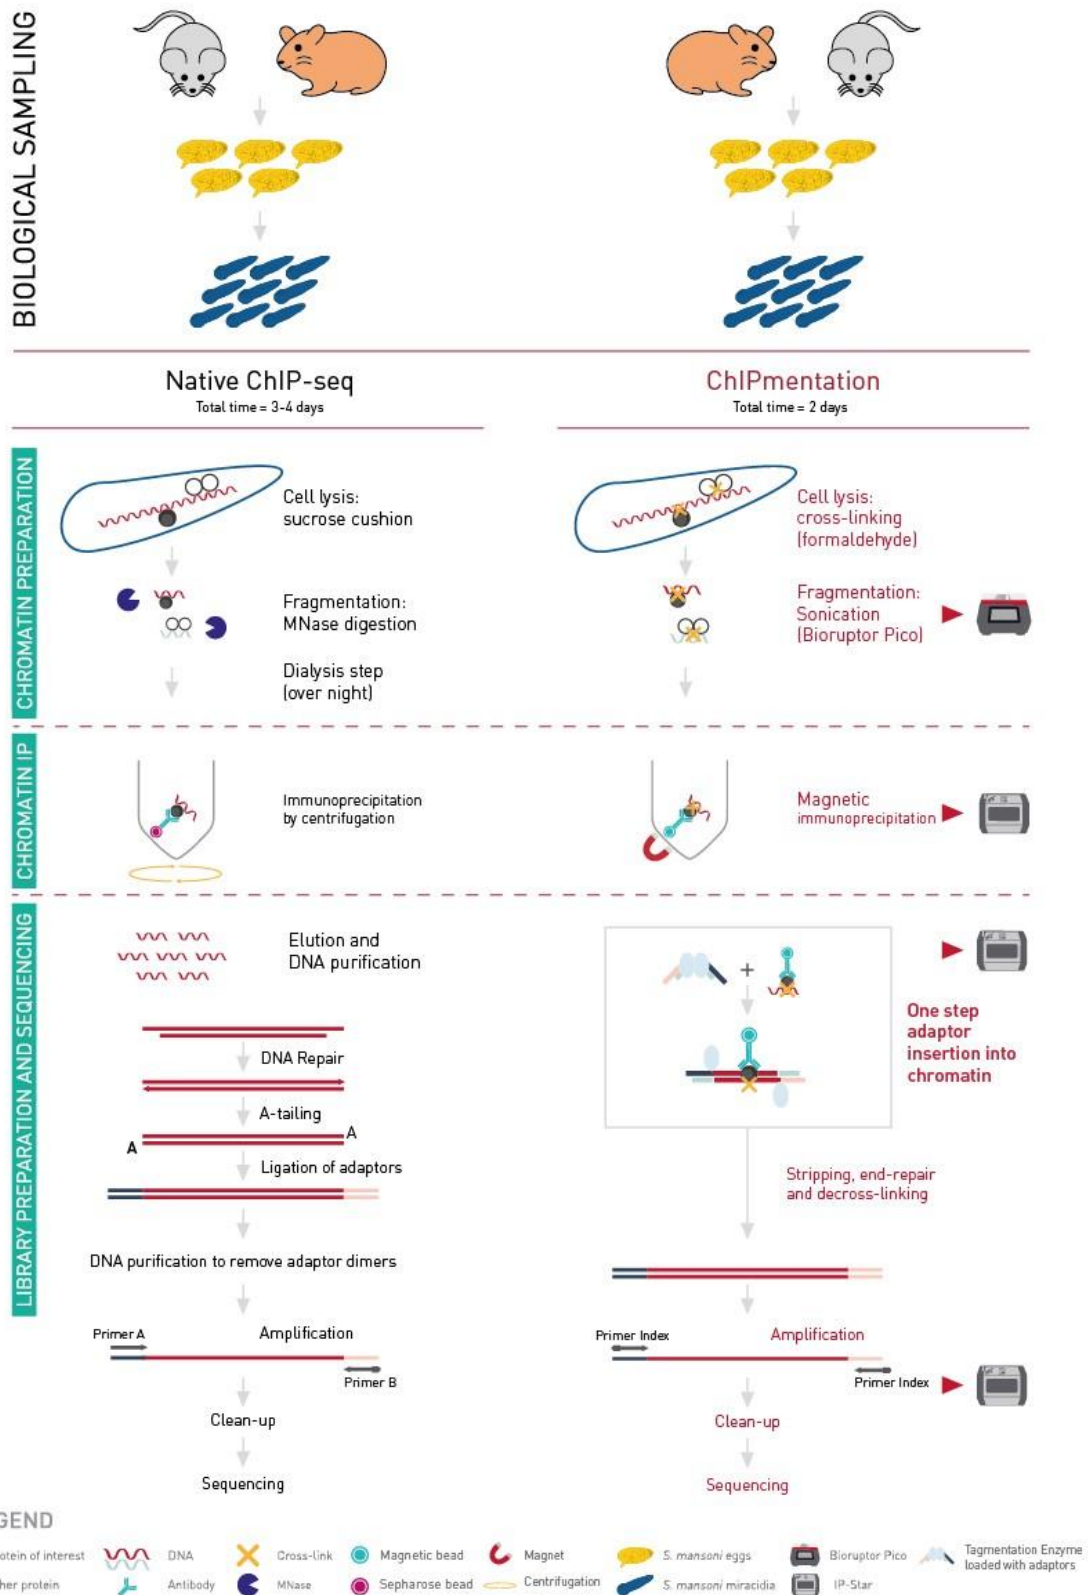 BIOLOGICAL SAMPLING
Native ChIP-seq
Total time = 3-4 days
ChIPmentation
Total time = 2 days
CHROMATIN PREPARATION
Cell lysis:
sucrose cushion
Cell lysis:
cross-linking
(formaldehyde)
Fragmentation:
MNase digestion
Fragmentation:
Sonication
(Bioruptor Pico)
Dialysis step
(over night)
CHROMATIN IP
Immunoprecipitation
by centrifugation
Magnetic
immunoprecipitation
LIBRARY PREPARATION AND SEQUENCING
Elution and
DNA purification
+
One step
adaptor
insertion into
chromatin
DNA Repair
A-tailing
A
A
Ligation of adaptors
Stripping, end-repair
and decross-linking
DNA purification to remove adaptor dimers
Primer A
Amplification
Primer B
Primer Index
Amplification
Primer Index
Clean-up
Clean-up
Sequencing
Sequencing
GEND
otein of interest
DNA
Cross-link
Magnetic bead
Magnet
S. mansoni eggs
Bioruptor Pico
Tagmentation Enzyme
loaded with adaptors
her protein
Antibody
MNase
Sepharose bead
Centrifugation
S. mansoni miracidia
IP-Star